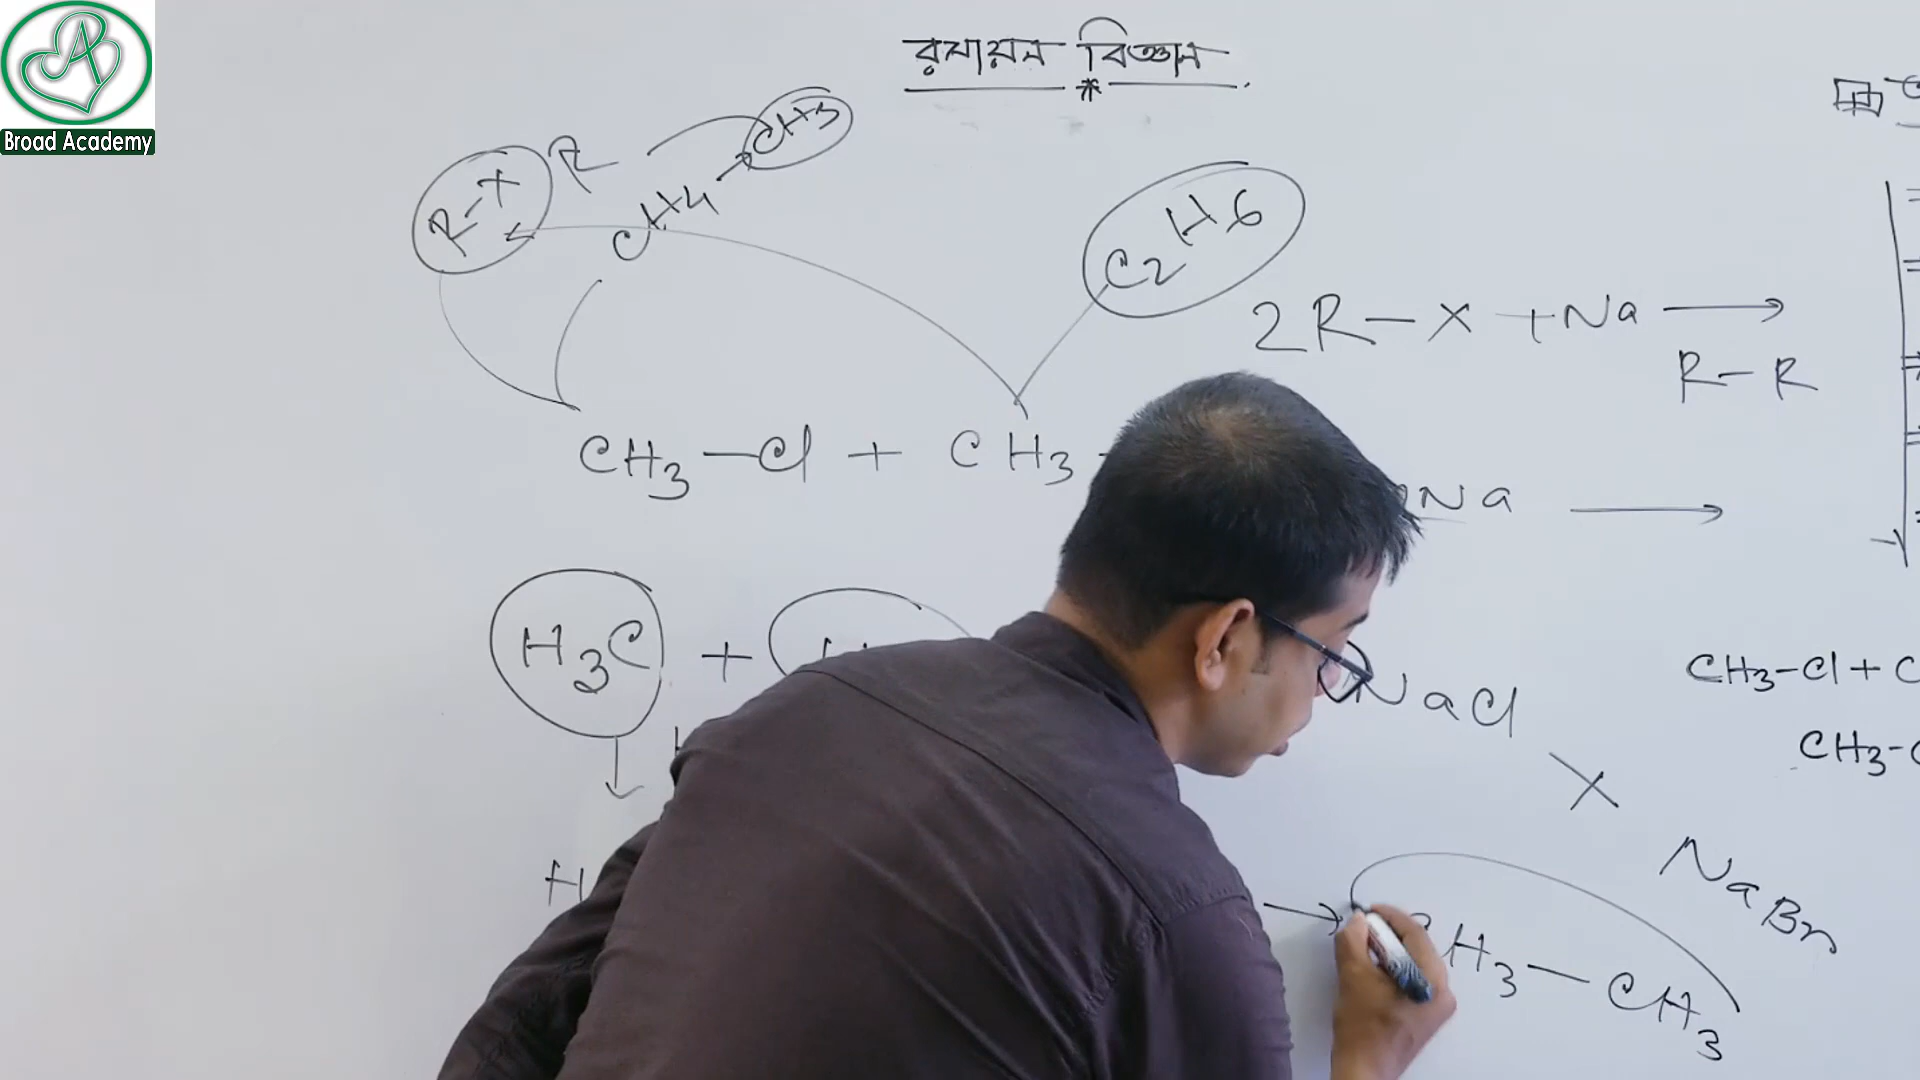 Broad Academy
রসায়ন বিজ্ঞান
R-X R CH3
CH4
C2H6
2R-X + Na →
R-R
CH3-Cl + CH3
Na →
H3C +
NaCl
CH3-Cl + C
CH3-C
X
NaBr
H
→ CH3-CH3